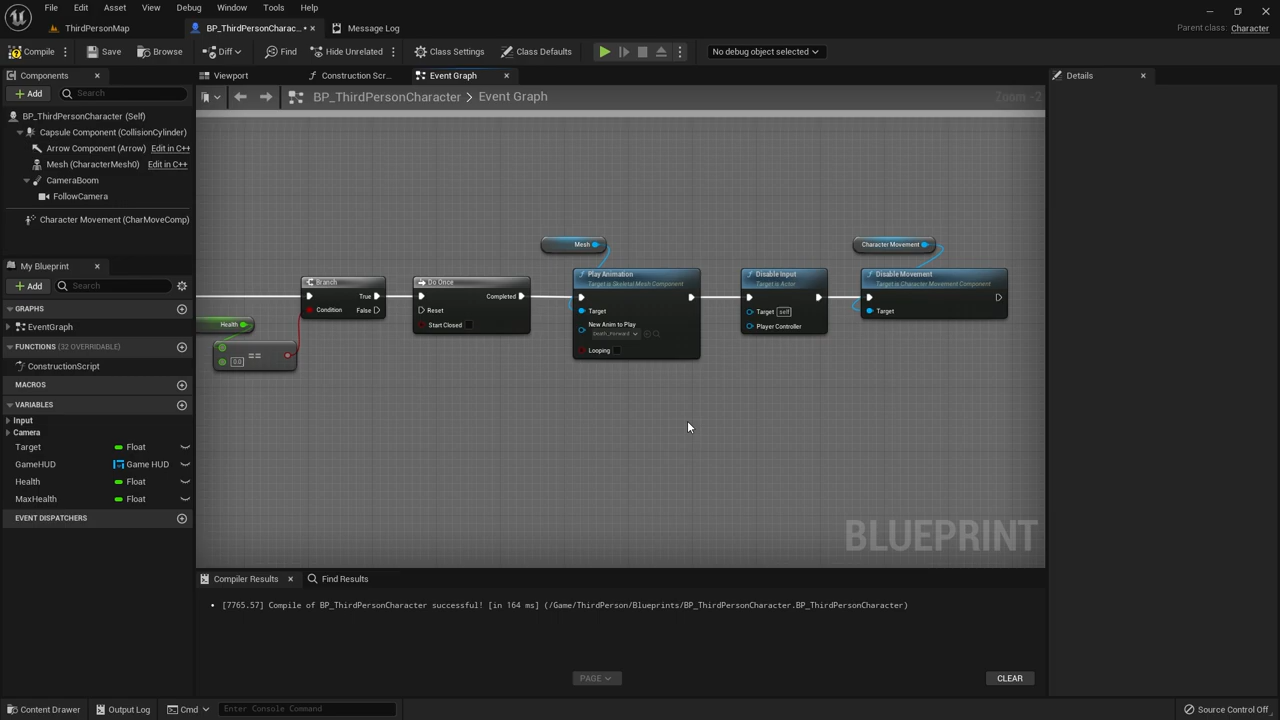 File Edit Asset View Debug Window Tools Help
ThirdPersonMap
BP_ThirdPersonCharac...•
Message Log
Parent class: Character
Compile
Save
Browse
Diff
Find
Hide Unrelated
Class Settings
Class Defaults
No debug object selected
Components
Viewport
Construction Scr...
Event Graph
Details
Add
Search
BP_ThirdPersonCharacter > Event Graph
Zoom -2
BP_ThirdPersonCharacter (Self)
Capsule Component (CollisionCylinder)
Arrow Component (Arrow) Edit in C++
Mesh (CharacterMesh0) Edit in C++
CameraBoom
FollowCamera
Character Movement (CharMoveComp)
My Blueprint
Add
Search
GRAPHS
EventGraph
FUNCTIONS (32 OVERRIDABLE)
ConstructionScript
MACROS
VARIABLES
Input
Camera
Target Float
GameHUD Game HUD
Health Float
MaxHealth Float
EVENT DISPATCHERS
Health
0.0
==
Branch
True
Condition
False
Do Once
Completed
Reset
Start Closed
Mesh
Play Animation
Target is Skeletal Mesh Component
Target
New Anim to Play
Death_Forward
Looping
Disable Input
Target is Actor
Target self
Player Controller
Character Movement
Disable Movement
Target is Character Movement Component
Target
BLUEPRINT
Compiler Results
Find Results
[7765.57] Compile of BP_ThirdPersonCharacter successful! [in 164 ms] (/Game/ThirdPerson/Blueprints/BP_ThirdPersonCharacter.BP_ThirdPersonCharacter)
PAGE
CLEAR
Content Drawer
Output Log
Cmd
Enter Console Command
Source Control Off